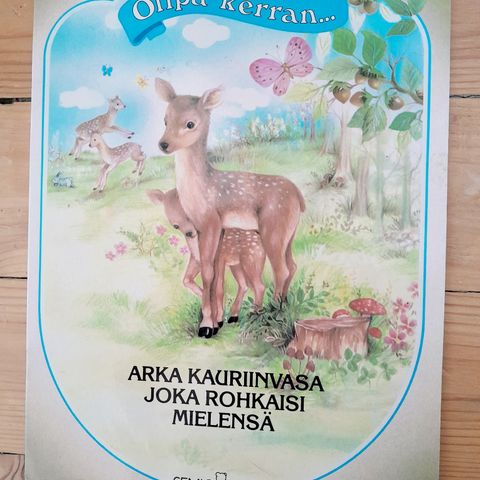 Olipa kerran...
ARKA KAURIINVASA
JOKA ROHKAISI
MIELENSÄ